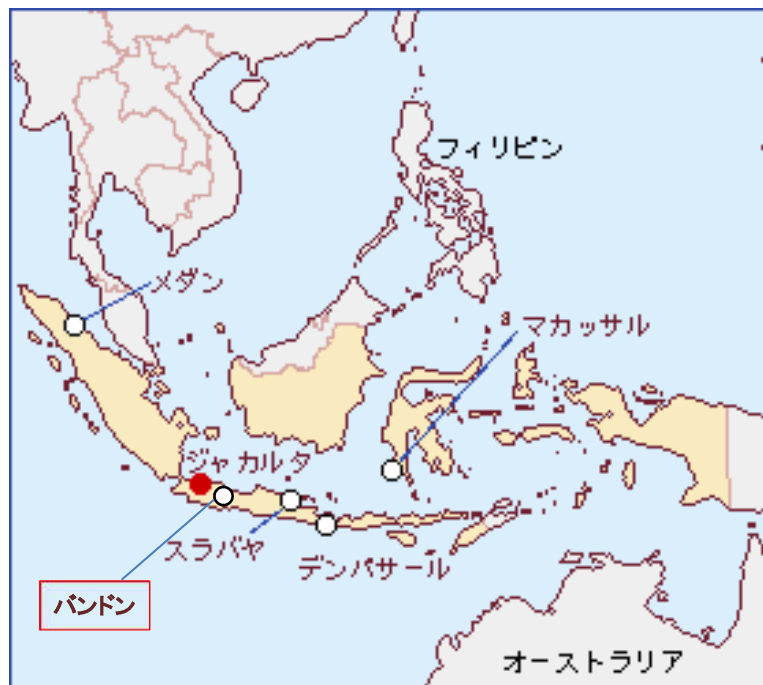 フィリピン
メダン
マカッサル
ジャカルタ
スラバヤ
デンパサール
バンドン
オーストラリア